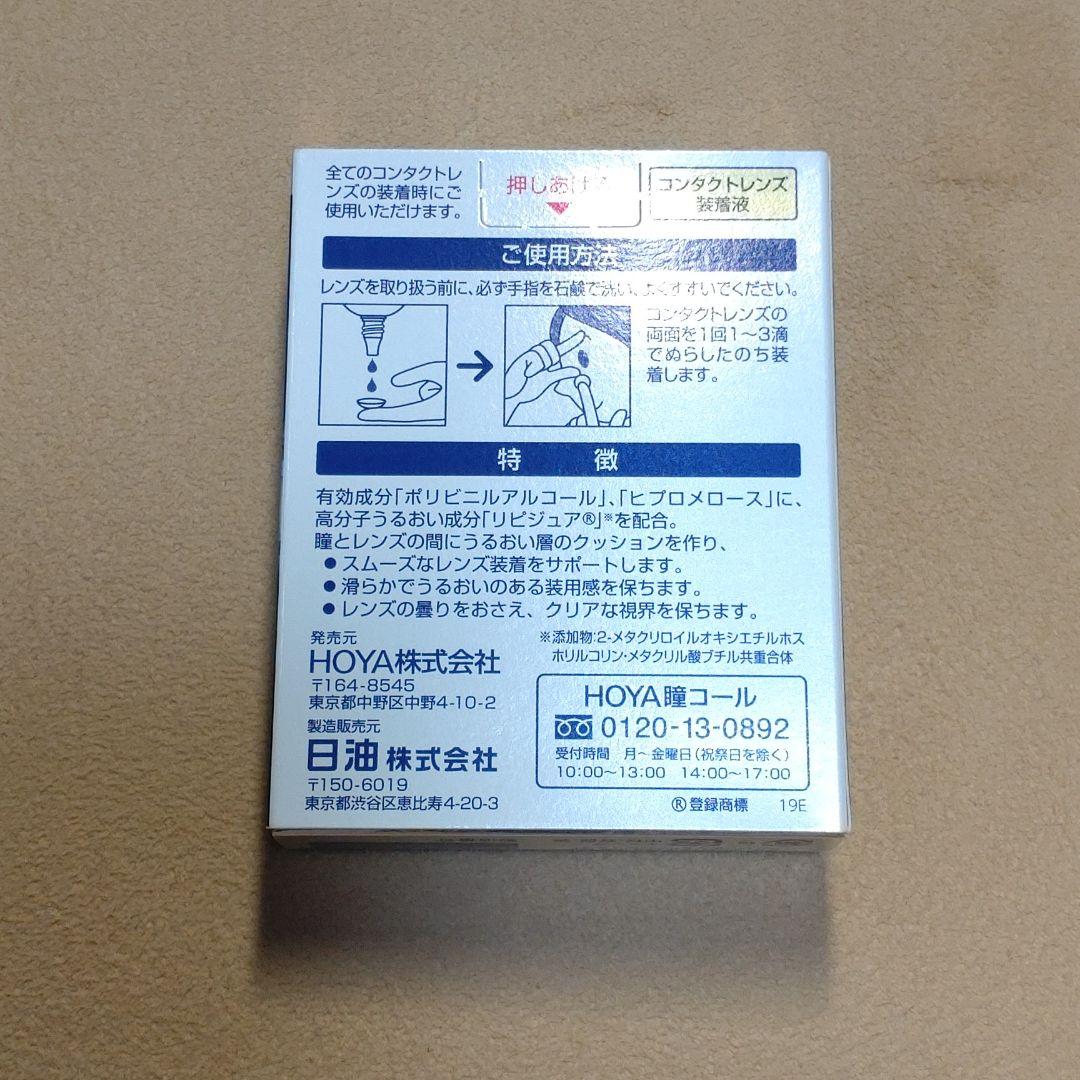 全てのコンタクトレ
ンズの装着時にご
使用いただけます。
押しあける
コンタクトレンズ
装着液
ご使用方法
レンズを取り扱う前に、必ず手指を石鹸で洗い、よくすすいでください。
コンタクトレンズの
両面を1回1〜3滴
でぬらしたのち装
着します。
特 徴
有効成分「ポリビニルアルコール」、「ヒプロメロース」に、
高分子うるおい成分「リピジュア®」※を配合。
瞳とレンズの間にうるおい層のクッションを作り、
●スムーズなレンズ装着をサポートします。
●滑らかでうるおいのある装用感を保ちます。
●レンズの曇りをおさえ、クリアな視界を保ちます。
※添加物:2-メタクリロイルオキシエチルホス
ホリルコリン・メタクリル酸ブチル共重合体
発売元
HOYA株式会社
〒164-8545
東京都中野区中野4-10-2
製造販売元
日油株式会社
〒150-6019
東京都渋谷区恵比寿4-20-3
HOYA瞳コール
0120-13-0892
受付時間 月〜金曜日(祝祭日を除く)
10:00〜13:00 14:00〜17:00
®登録商標 19E